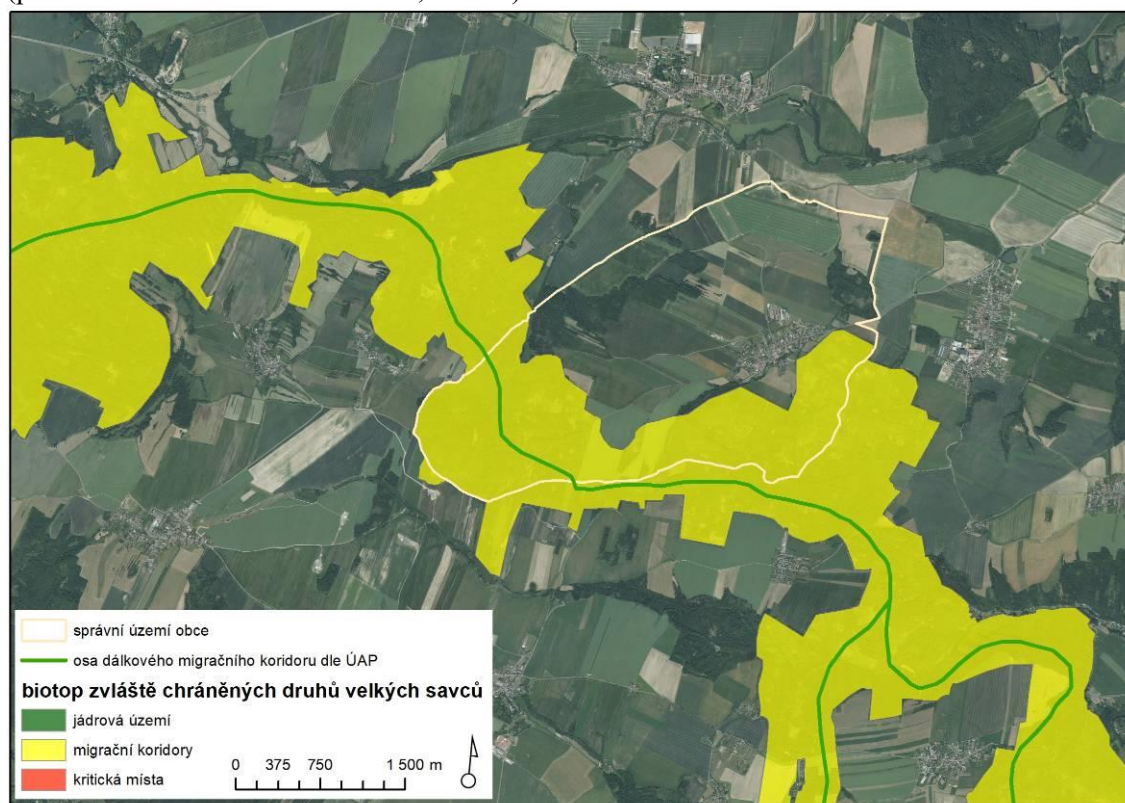 správní území obce
osa dálkového migračního koridoru dle ÚAP
biotop zvláště chráněných druhů velkých savců
jádrová území
migrační koridory
kritická místa
0 375 750 1 500 m